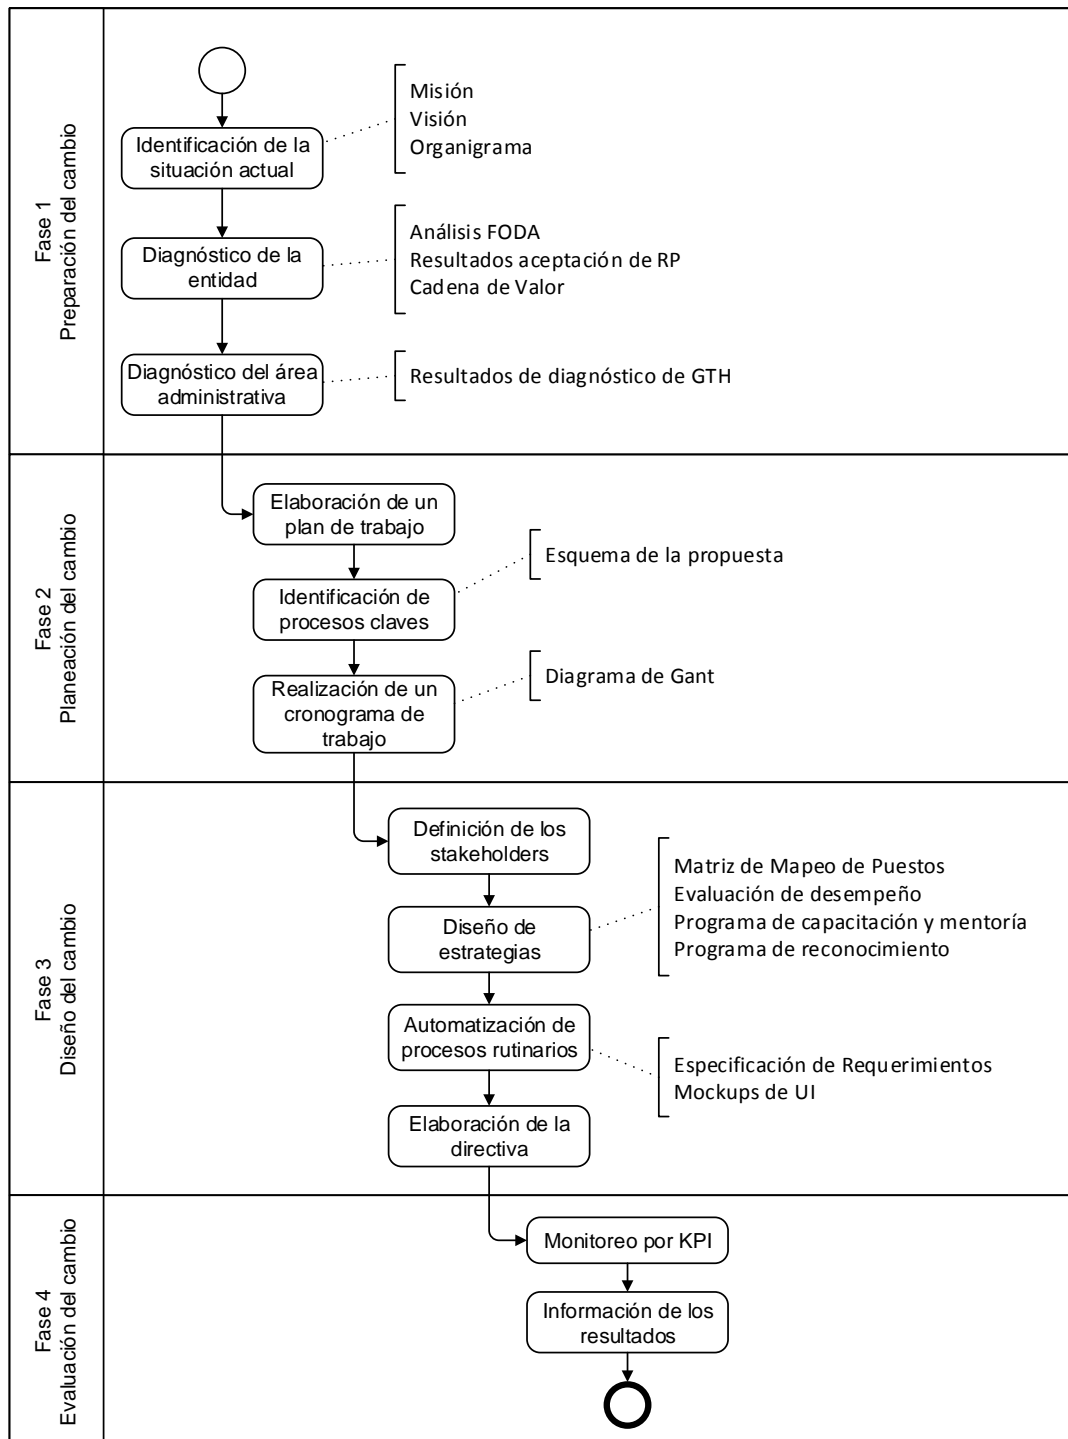 Fase 1
Preparación del cambio
Identificación de la
situación actual
Misión
Visión
Organigrama
Diagnóstico de la
entidad
Análisis FODA
Resultados aceptación de RP
Cadena de Valor
Diagnóstico del área
administrativa
Resultados de diagnóstico de GTH
Fase 2
Planeación del cambio
Elaboración de un
plan de trabajo
Esquema de la propuesta
Identificación de
procesos claves
Realización de un
cronograma de
trabajo
Diagrama de Gant
Fase 3
Diseño del cambio
Definición de los
stakeholders
Diseño de
estrategias
Matriz de Mapeo de Puestos
Evaluación de desempeño
Programa de capacitación y mentoría
Programa de reconocimiento
Automatización de
procesos rutinarios
Especificación de Requerimientos
Mockups de UI
Elaboración de la
directiva
Fase 4
Evaluación del cambio
Monitoreo por KPI
Información de los
resultados